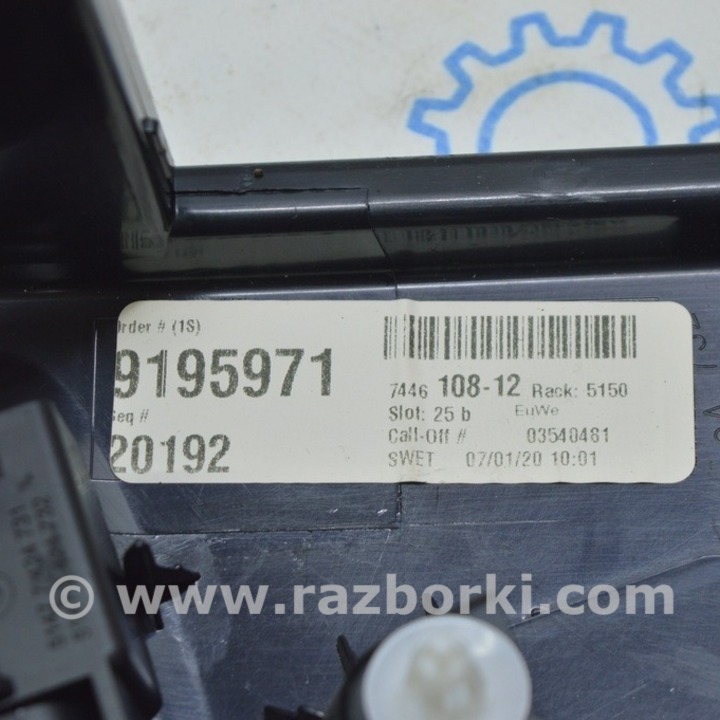 Order # (1S)
9195971
Seq #
20192
7446 108-12 Rack: 5150
Slot: 25 b EuWe
Call-Off # 03540481
SWET 07/01/20 10:01
© www.razborki.com